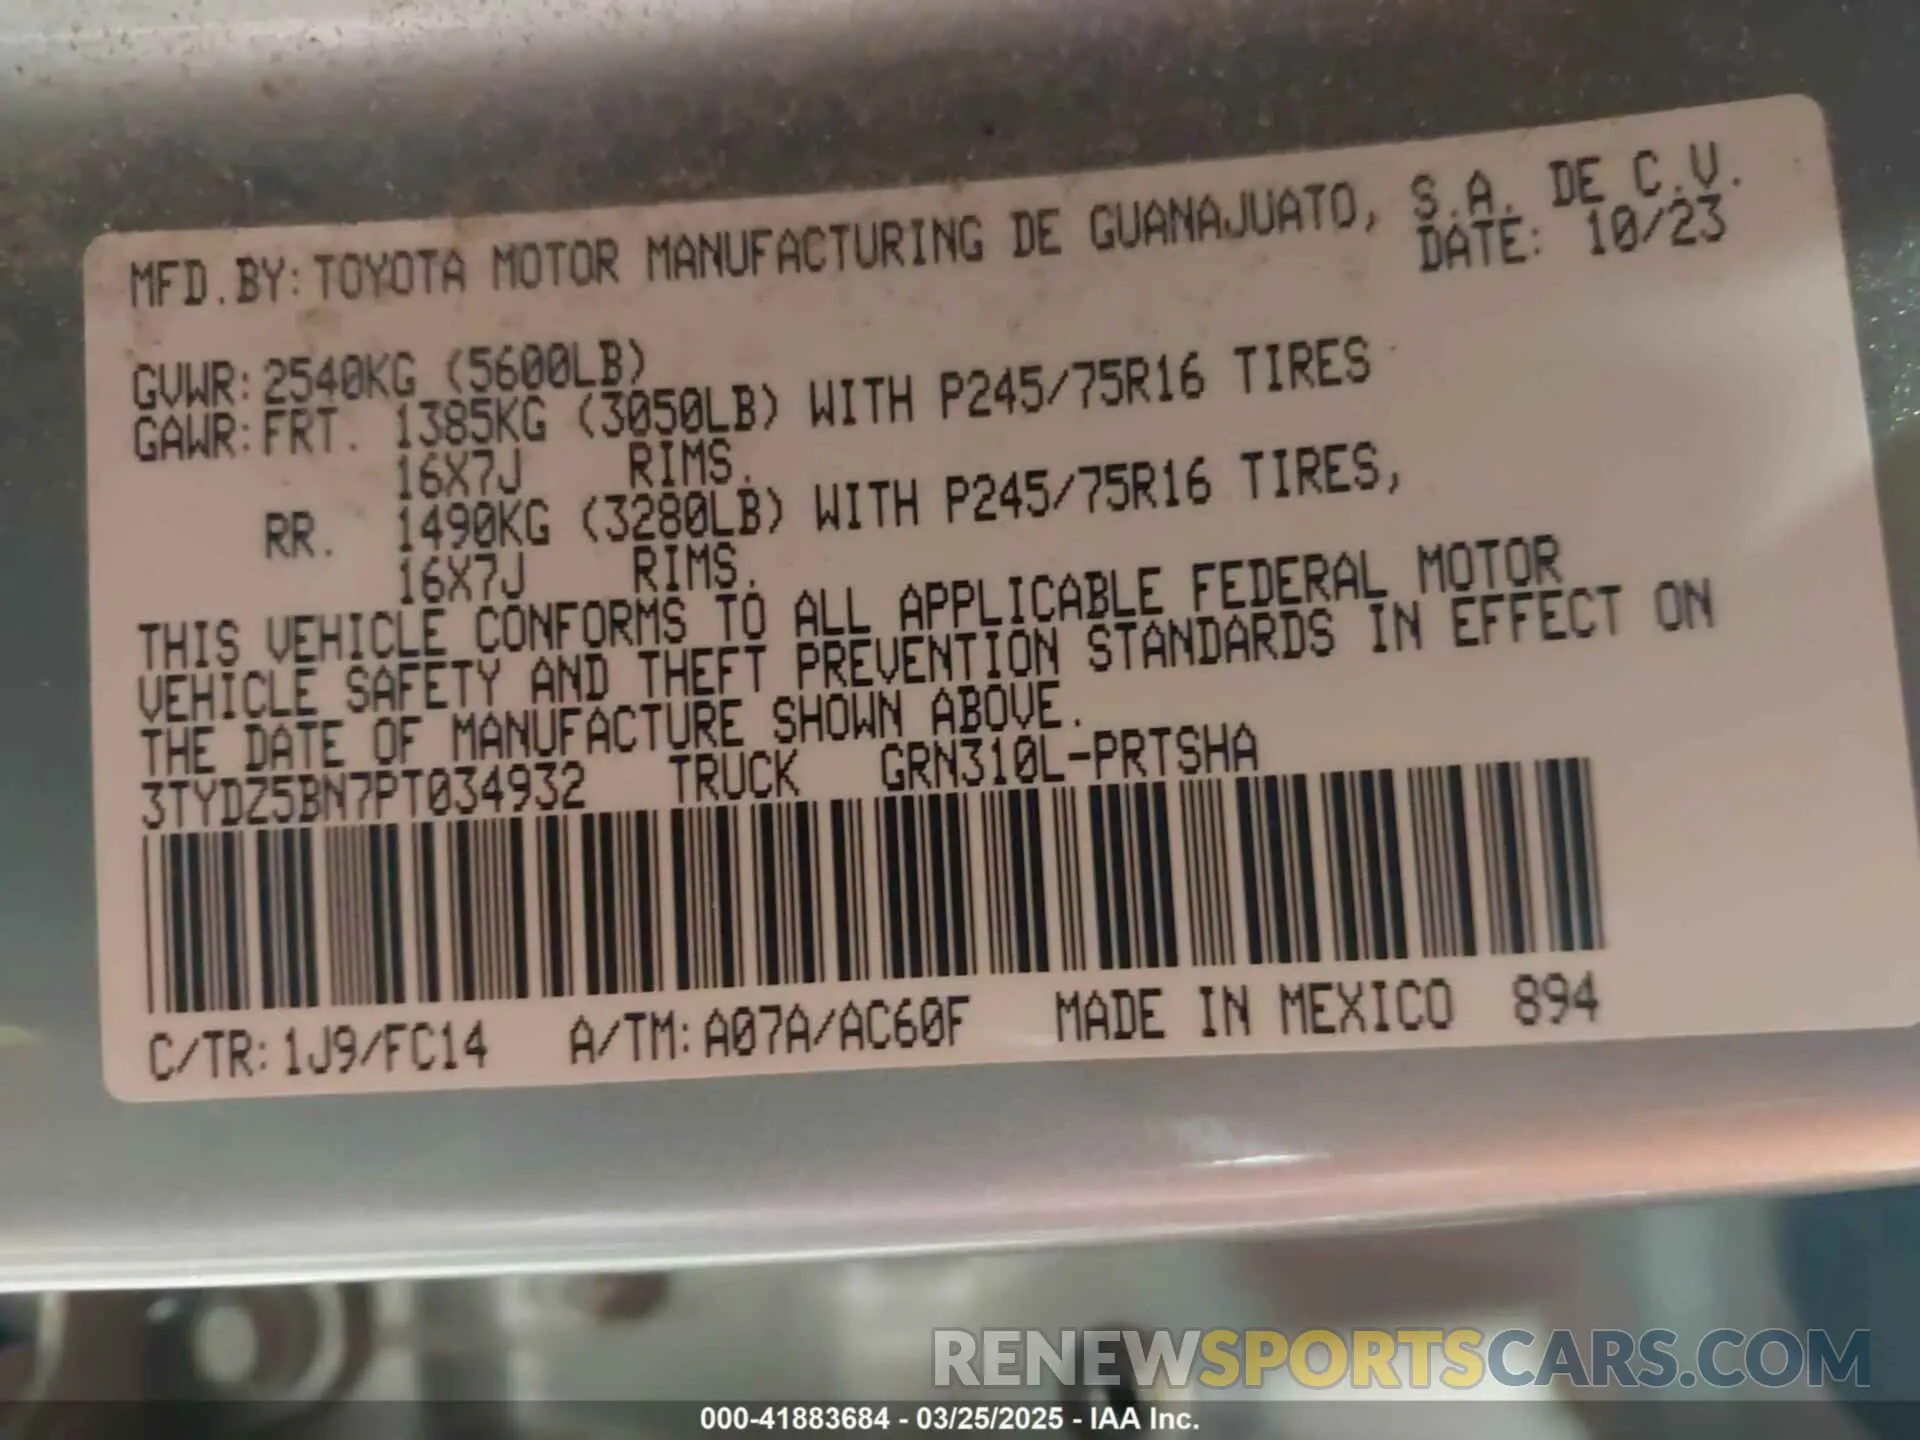 MFD.BY:TOYOTA MOTOR MANUFACTURING DE GUANAJUATO, S.A. DE C.V.
DATE: 10/23
GVWR:2540KG (5600LB)
GAWR:FRT. 1385KG (3050LB) WITH P245/75R16 TIRES
16X7J RIMS.
RR. 1490KG (3280LB) WITH P245/75R16 TIRES,
16X7J RIMS.
THIS VEHICLE CONFORMS TO ALL APPLICABLE FEDERAL MOTOR
VEHICLE SAFETY AND THEFT PREVENTION STANDARDS IN EFFECT ON
THE DATE OF MANUFACTURE SHOWN ABOVE.
3TYDZ5BN7PT034932 TRUCK GRN310L-PRTSHA
C/TR:1J9/FC14 A/TM:A07A/AC60F MADE IN MEXICO 894
RENEWSPORTSCARS.COM
000-41883684 - 03/25/2025 - IAA Inc.